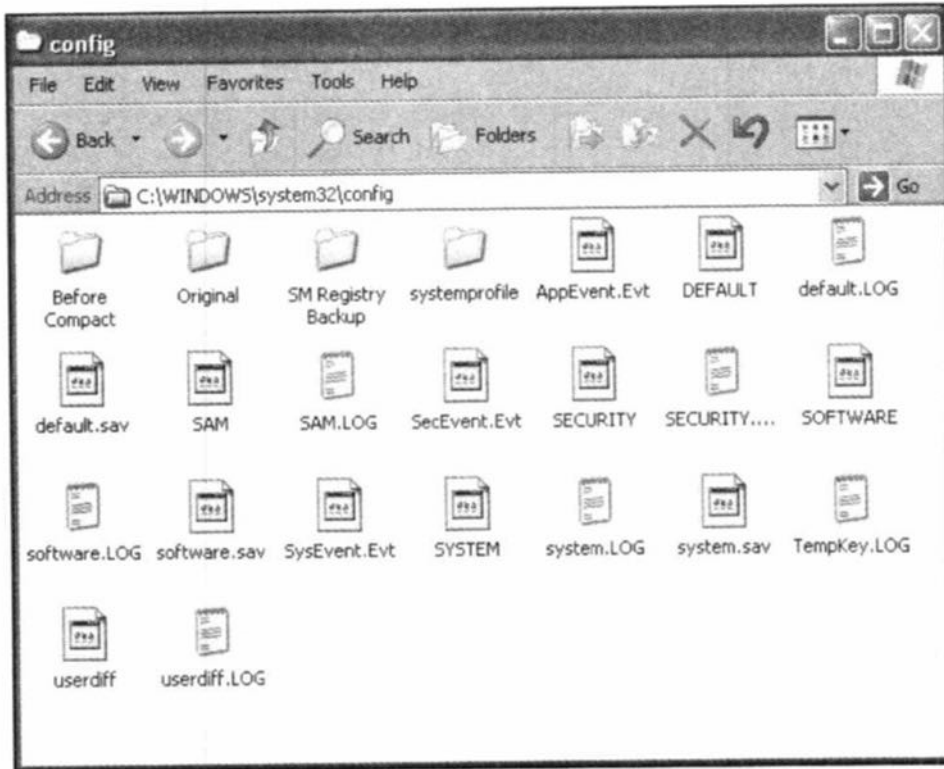 config
File Edit View Favorites Tools Help
Back Search Folders
Address C:\WINDOWS\system32\config Go
Before Compact Original SM Registry Backup systemprofile AppEvent.Evt DEFAULT default.LOG
default.sav SAM SAM.LOG SecEvent.Evt SECURITY SECURITY.... SOFTWARE
software.LOG software.sav SysEvent.Evt SYSTEM system.LOG system.sav TempKey.LOG
userdiff userdiff.LOG